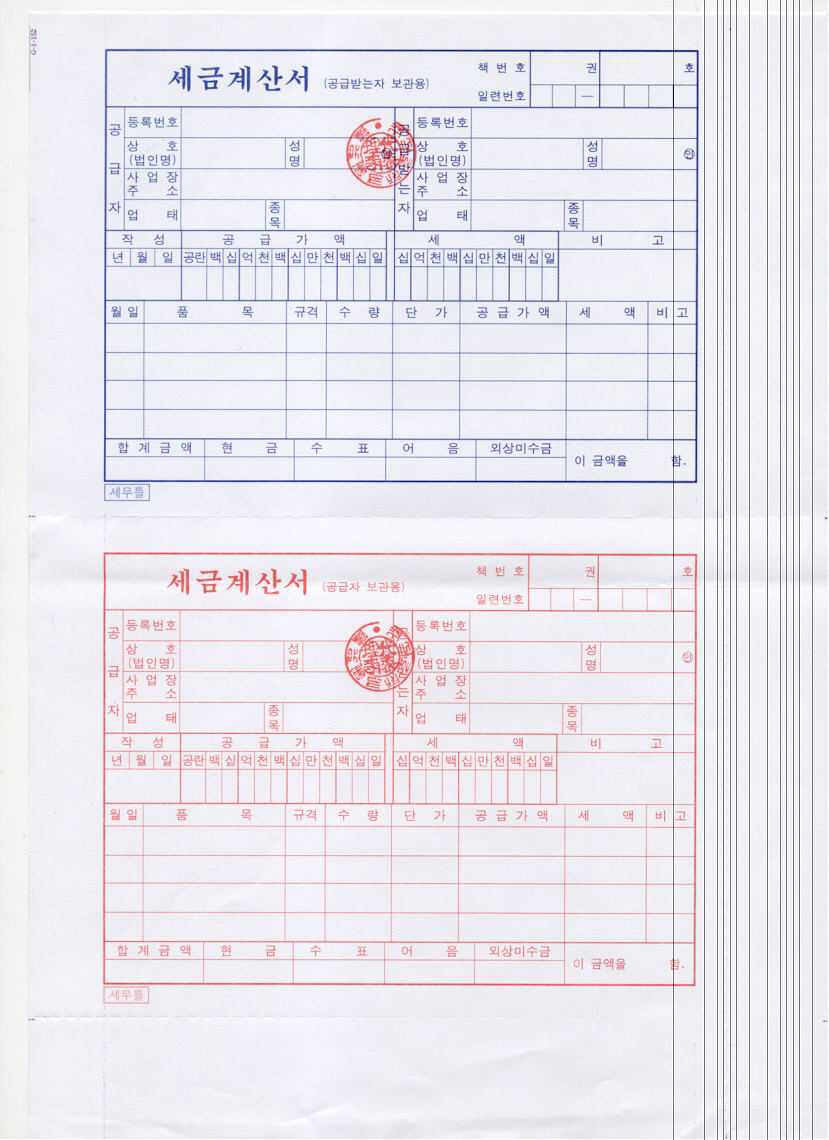 세금계산서 (공급받는자 보관용)
책 번 호 권 호
일련번호 —
공급자 등록번호
상 호 (법인명) 성명
사업장 주소
업 태 종목
공급받는자 등록번호
상 호 (법인명) 성명 ㊞
사업장 주소
업 태 종목
작 성 공 급 가 액 세 액 비 고
년 월 일 공란 백 십 억 천 백 십 만 천 백 십 일 십 억 천 백 십 만 천 백 십 일
월 일 품 목 규격 수 량 단 가 공 급 가 액 세 액 비 고
합 계 금 액 현 금 수 표 어 음 외상미수금 이 금액을 함.
세무틀
세금계산서 (공급자 보관용)
책 번 호 권 호
일련번호 —
공급자 등록번호
상 호 (법인명) 성명
사업장 주소
업 태 종목
등록번호
상 호 (법인명) 성명 ㊞
사업장 주소
업 태 종목
작 성 공 급 가 액 세 액 비 고
년 월 일 공란 백 십 억 천 백 십 만 천 백 십 일 십 억 천 백 십 만 천 백 십 일
월 일 품 목 규격 수 량 단 가 공 급 가 액 세 액 비 고
합 계 금 액 현 금 수 표 어 음 외상미수금 이 금액을 함.
세무틀